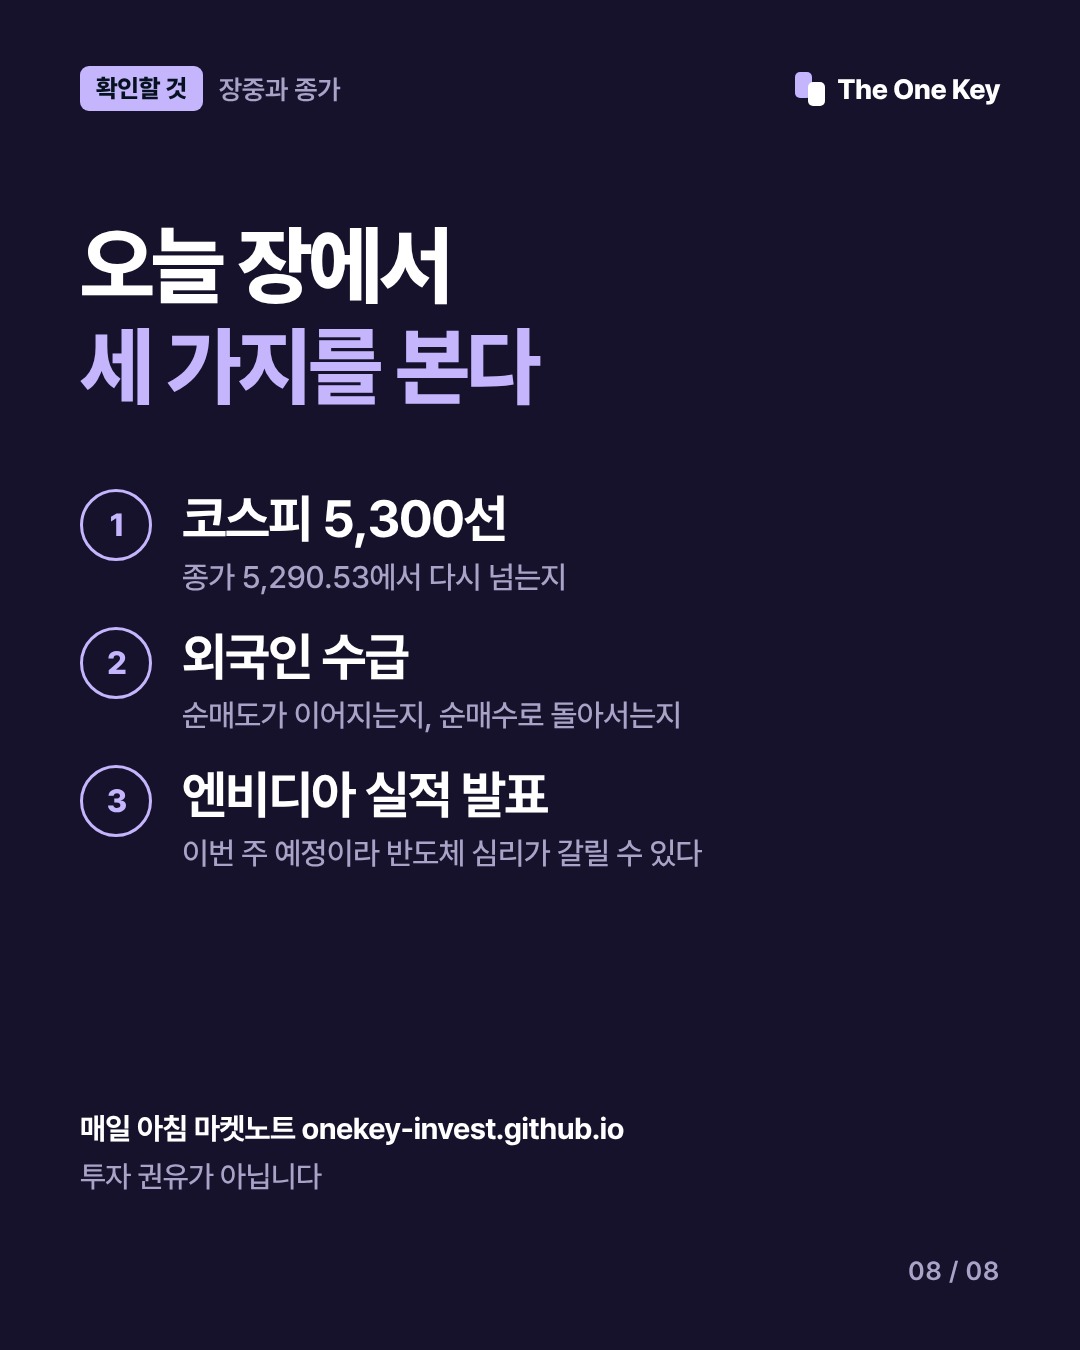 확인할 것 장중과 종가
The One Key
오늘 장에서
세 가지를 본다
1 코스피 5,300선
종가 5,290.53에서 다시 넘는지
2 외국인 수급
순매도가 이어지는지, 순매수로 돌아서는지
3 엔비디아 실적 발표
이번 주 예정이라 반도체 심리가 갈릴 수 있다
매일 아침 마켓노트 onekey-invest.github.io
투자 권유가 아닙니다
08 / 08